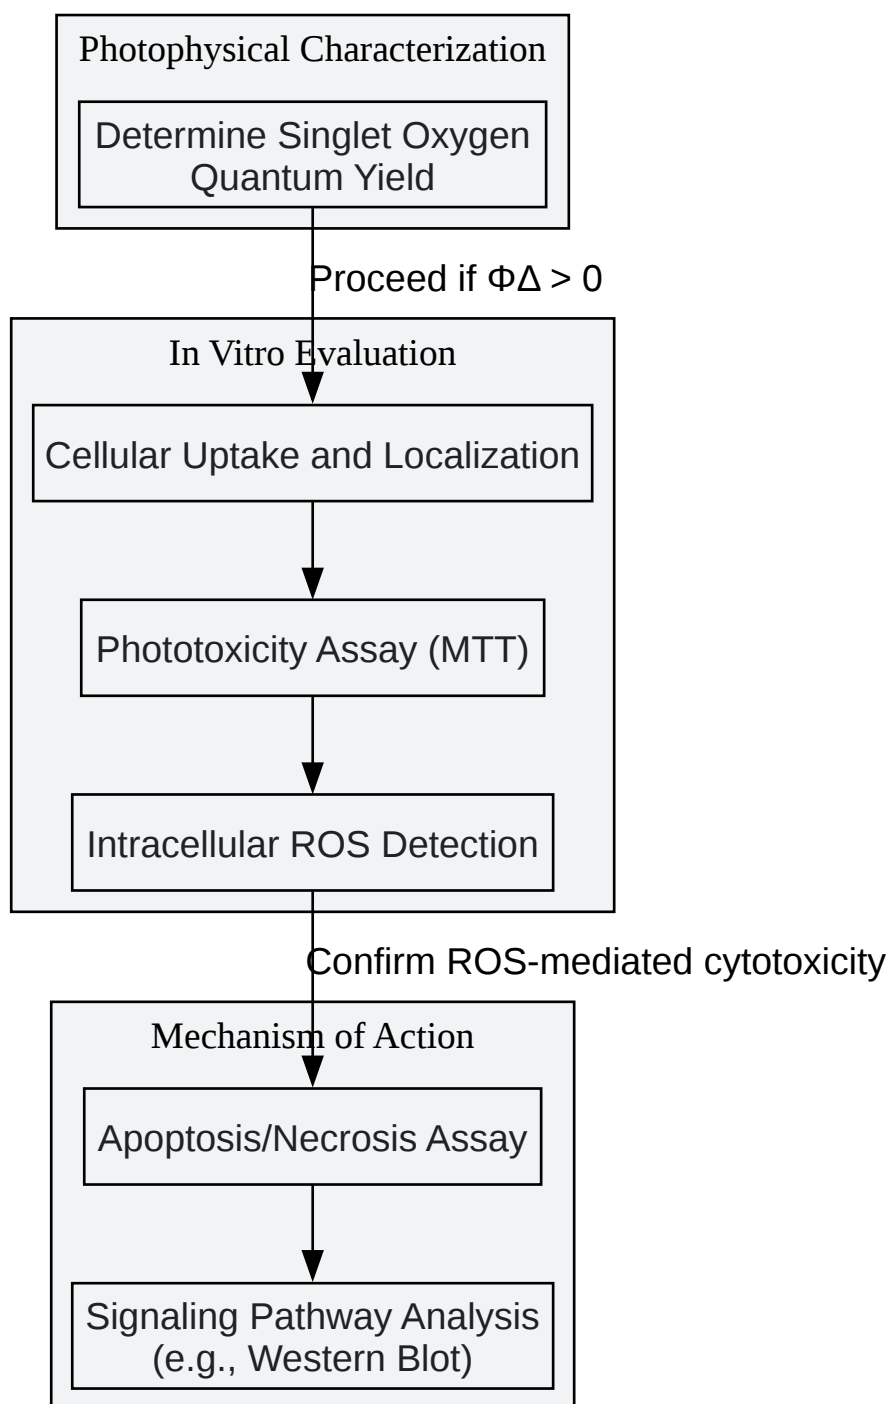 Photophysical Characterization
Determine Singlet Oxygen
Quantum Yield
Proceed if ΦΔ > 0
In Vitro Evaluation
Cellular Uptake and Localization
Phototoxicity Assay (MTT)
Intracellular ROS Detection
Confirm ROS-mediated cytotoxicity
Mechanism of Action
Apoptosis/Necrosis Assay
Signaling Pathway Analysis
(e.g., Western Blot)